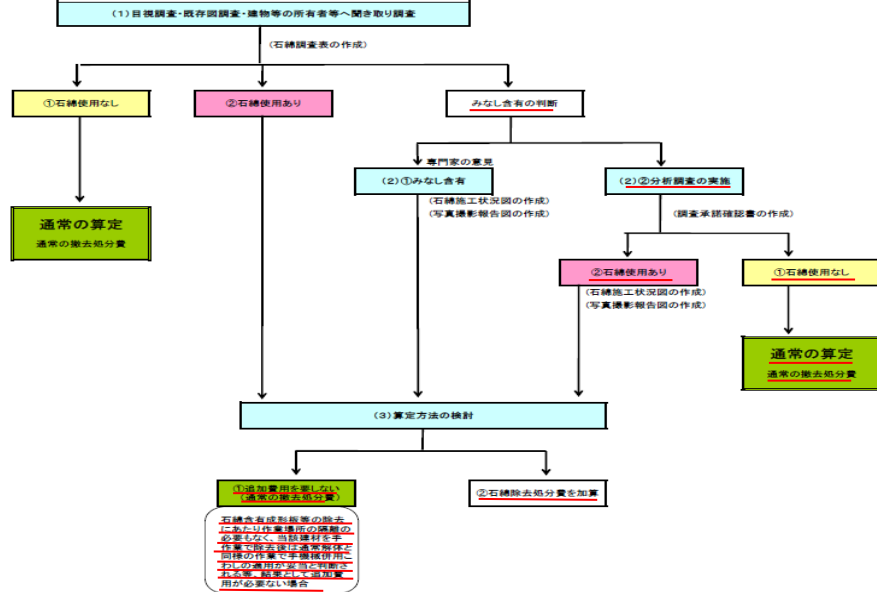 (1)目視調査・既存図調査・建物等の所有者等へ聞き取り調査
(石綿調査表の作成)
①石綿使用なし
②石綿使用あり
みなし含有の判断
専門家の意見
(2)①みなし含有
(2)②分析調査の実施
(石綿施工状況図の作成)
(写真撮影報告図の作成)
(調査承諾確認書の作成)
通常の算定
通常の撤去処分費
②石綿使用あり
①石綿使用なし
(石綿施工状況図の作成)
(写真撮影報告図の作成)
通常の算定
通常の撤去処分費
(3)算定方法の検討
①追加費用を要しない
(通常の撤去処分費)
②石綿除去処分費を加算
石綿含有成形板等の除去
にあたり作業場所の隔離の
必要もなく、当該建材を手
作業で除去後は通常解体と
同様の作業で手機械併用こ
わしの適用が妥当と判断さ
れる等、結果として追加費
用が必要ない場合